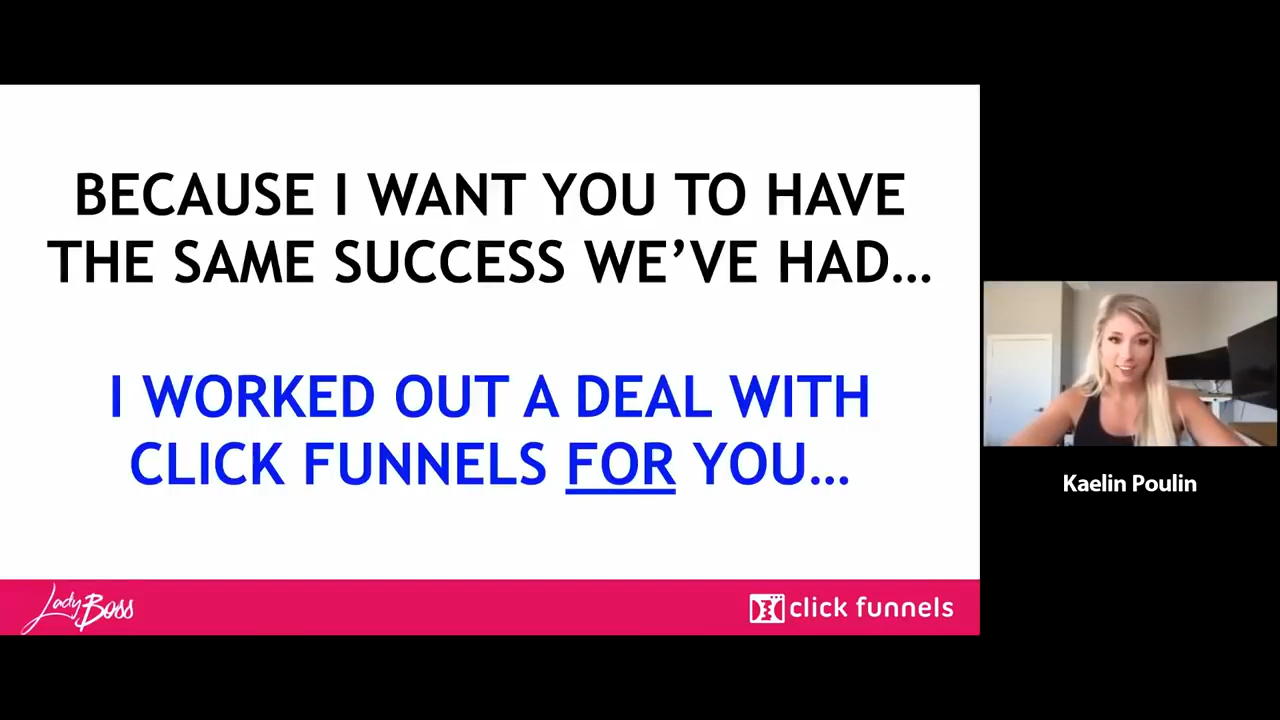 BECAUSE I WANT YOU TO HAVE
THE SAME SUCCESS WE’VE HAD...
I WORKED OUT A DEAL WITH
CLICK FUNNELS FOR YOU...
Kaelin Poulin
LadyBoss
click funnels